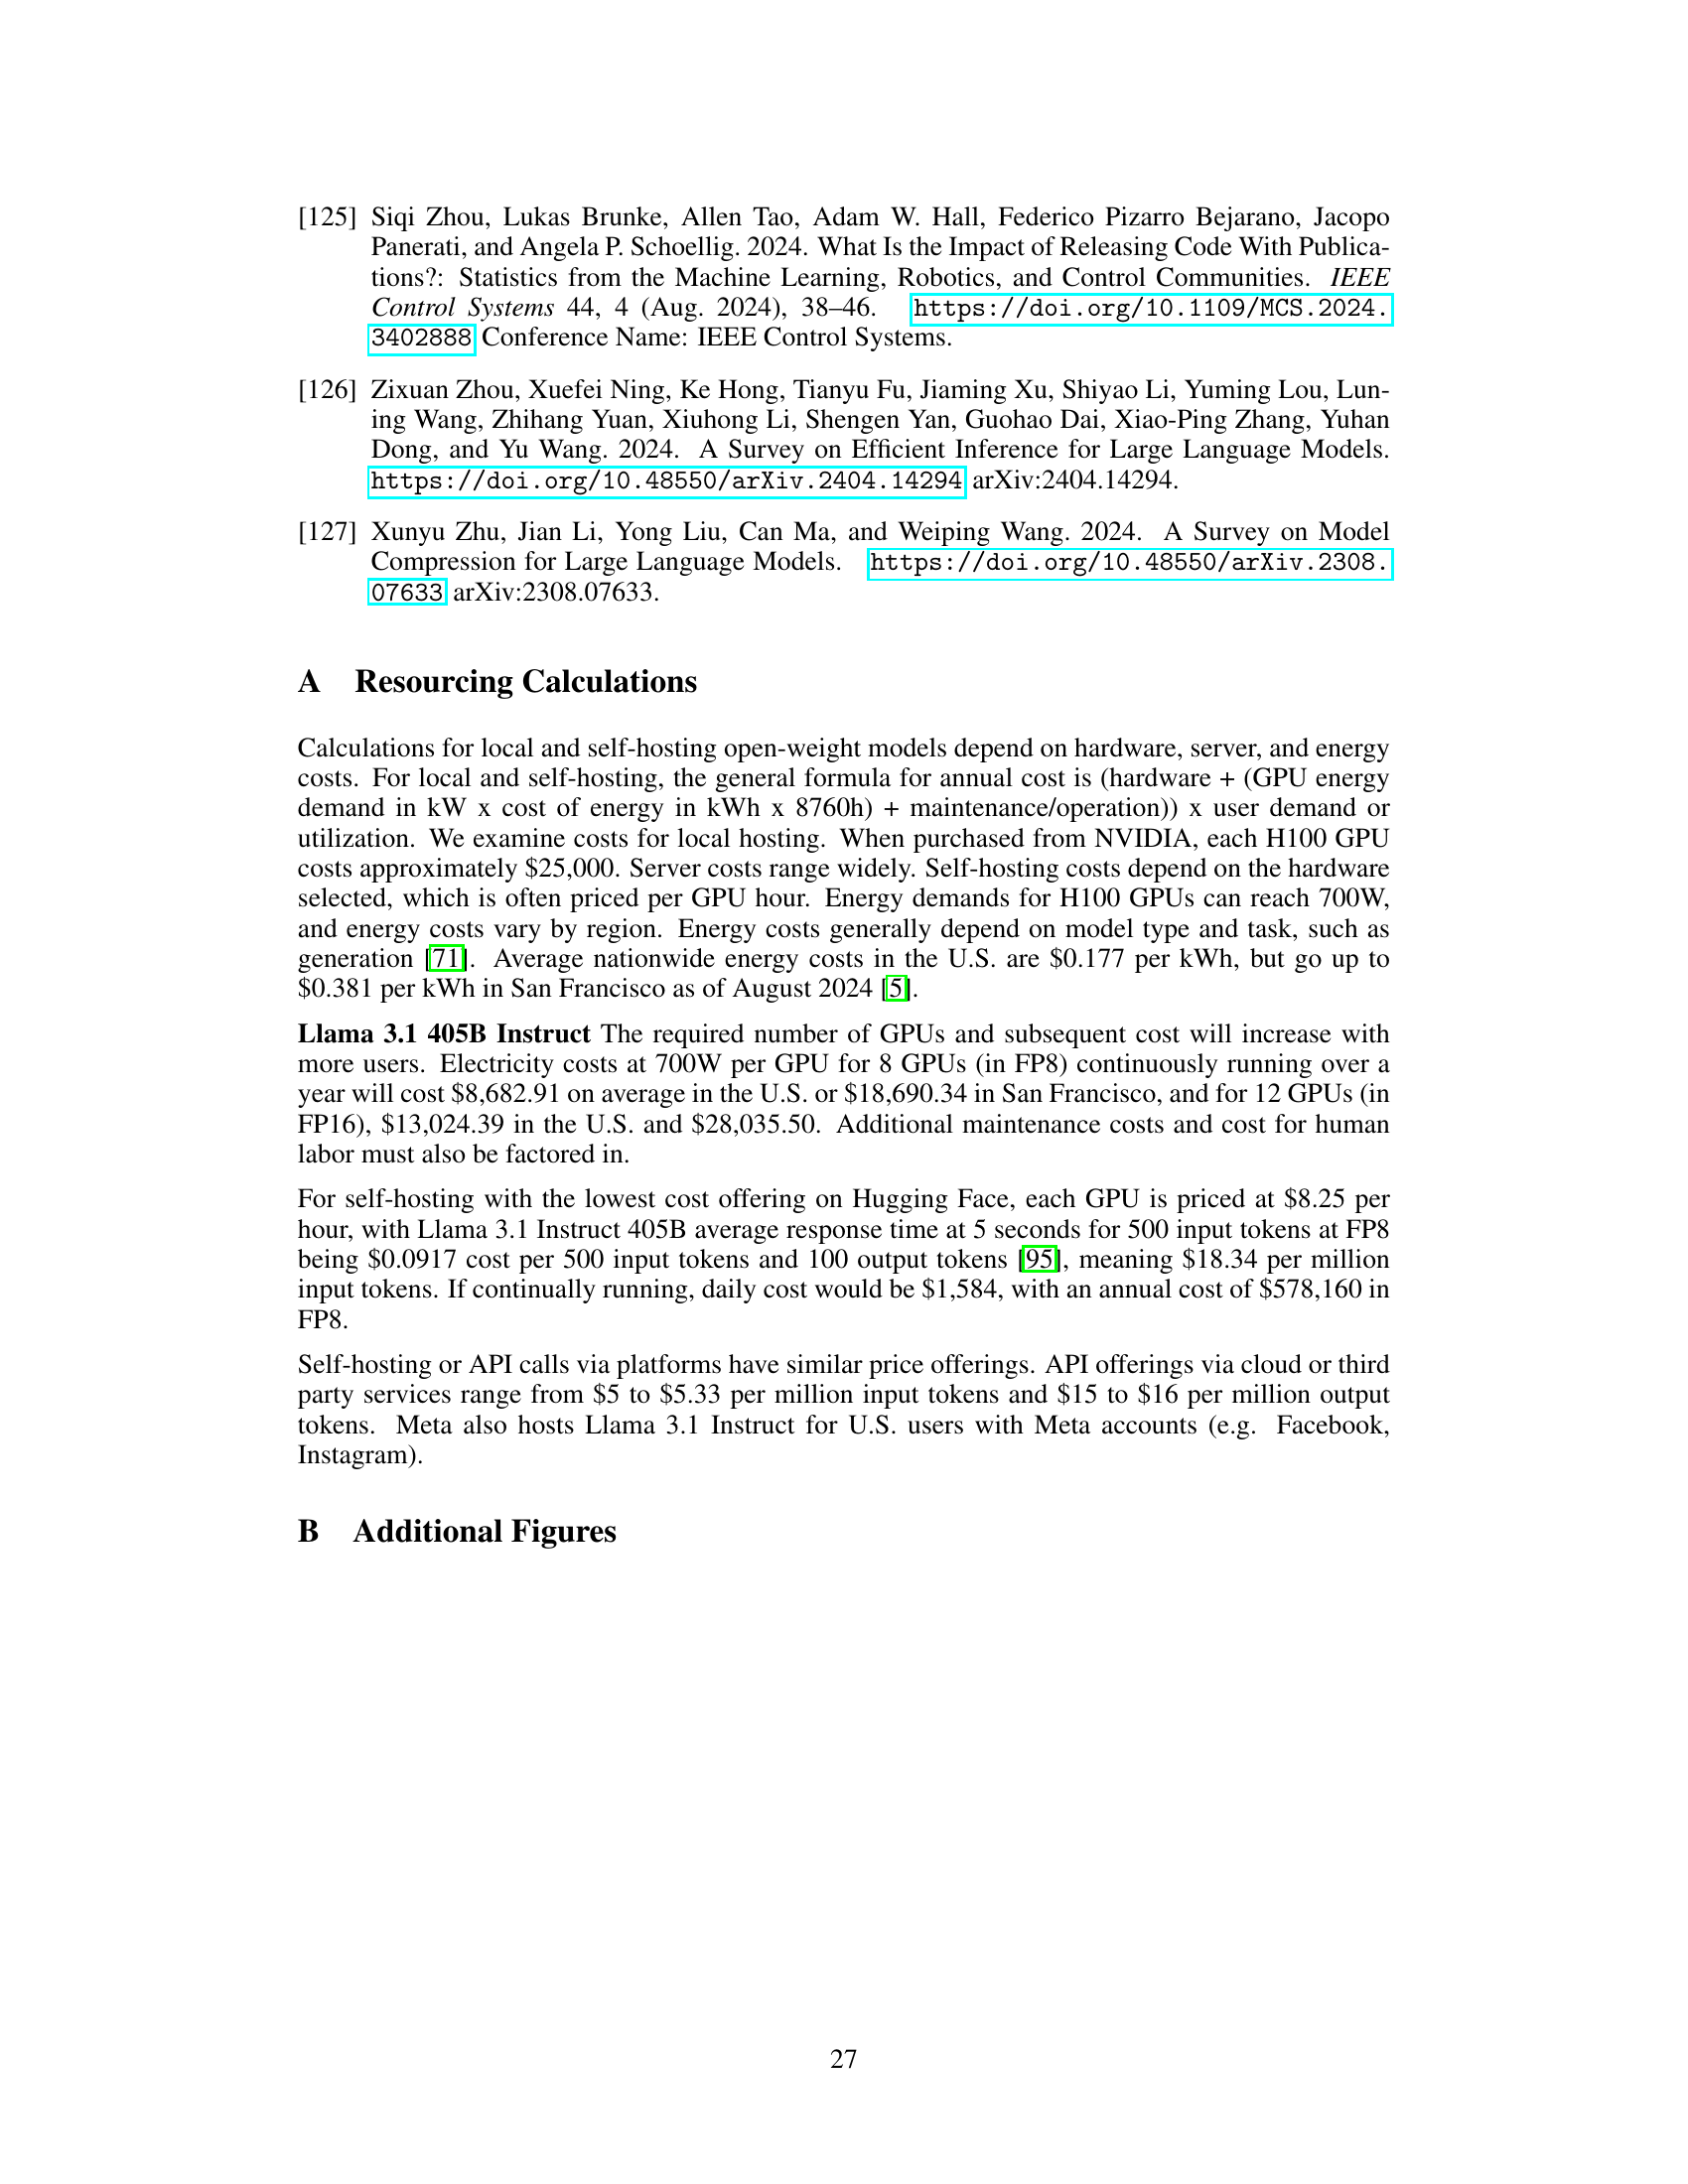 [125] Siqi Zhou, Lukas Brunke, Allen Tao, Adam W. Hall, Federico Pizarro Bejarano, Jacopo
Panerati, and Angela P. Schoellig. 2024. What Is the Impact of Releasing Code With Publica-
tions?: Statistics from the Machine Learning, Robotics, and Control Communities. IEEE
Control Systems 44, 4 (Aug. 2024), 38–46. https://doi.org/10.1109/MCS.2024.
3402888 Conference Name: IEEE Control Systems.
[126] Zixuan Zhou, Xuefei Ning, Ke Hong, Tianyu Fu, Jiaming Xu, Shiyao Li, Yuming Lou, Lun-
ing Wang, Zhihang Yuan, Xiuhong Li, Shengen Yan, Guohao Dai, Xiao-Ping Zhang, Yuhan
Dong, and Yu Wang. 2024. A Survey on Efficient Inference for Large Language Models.
https://doi.org/10.48550/arXiv.2404.14294 arXiv:2404.14294.
[127] Xunyu Zhu, Jian Li, Yong Liu, Can Ma, and Weiping Wang. 2024. A Survey on Model
Compression for Large Language Models. https://doi.org/10.48550/arXiv.2308.
07633 arXiv:2308.07633.
A Resourcing Calculations
Calculations for local and self-hosting open-weight models depend on hardware, server, and energy
costs. For local and self-hosting, the general formula for annual cost is (hardware + (GPU energy
demand in kW x cost of energy in kWh x 8760h) + maintenance/operation)) x user demand or
utilization. We examine costs for local hosting. When purchased from NVIDIA, each H100 GPU
costs approximately $25,000. Server costs range widely. Self-hosting costs depend on the hardware
selected, which is often priced per GPU hour. Energy demands for H100 GPUs can reach 700W,
and energy costs vary by region. Energy costs generally depend on model type and task, such as
generation [71]. Average nationwide energy costs in the U.S. are $0.177 per kWh, but go up to
$0.381 per kWh in San Francisco as of August 2024 [5].
Llama 3.1 405B Instruct The required number of GPUs and subsequent cost will increase with
more users. Electricity costs at 700W per GPU for 8 GPUs (in FP8) continuously running over a
year will cost $8,682.91 on average in the U.S. or $18,690.34 in San Francisco, and for 12 GPUs (in
FP16), $13,024.39 in the U.S. and $28,035.50. Additional maintenance costs and cost for human
labor must also be factored in.
For self-hosting with the lowest cost offering on Hugging Face, each GPU is priced at $8.25 per
hour, with Llama 3.1 Instruct 405B average response time at 5 seconds for 500 input tokens at FP8
being $0.0917 cost per 500 input tokens and 100 output tokens [95], meaning $18.34 per million
input tokens. If continually running, daily cost would be $1,584, with an annual cost of $578,160 in
FP8.
Self-hosting or API calls via platforms have similar price offerings. API offerings via cloud or third
party services range from $5 to $5.33 per million input tokens and $15 to $16 per million output
tokens. Meta also hosts Llama 3.1 Instruct for U.S. users with Meta accounts (e.g. Facebook,
Instagram).
B Additional Figures
27